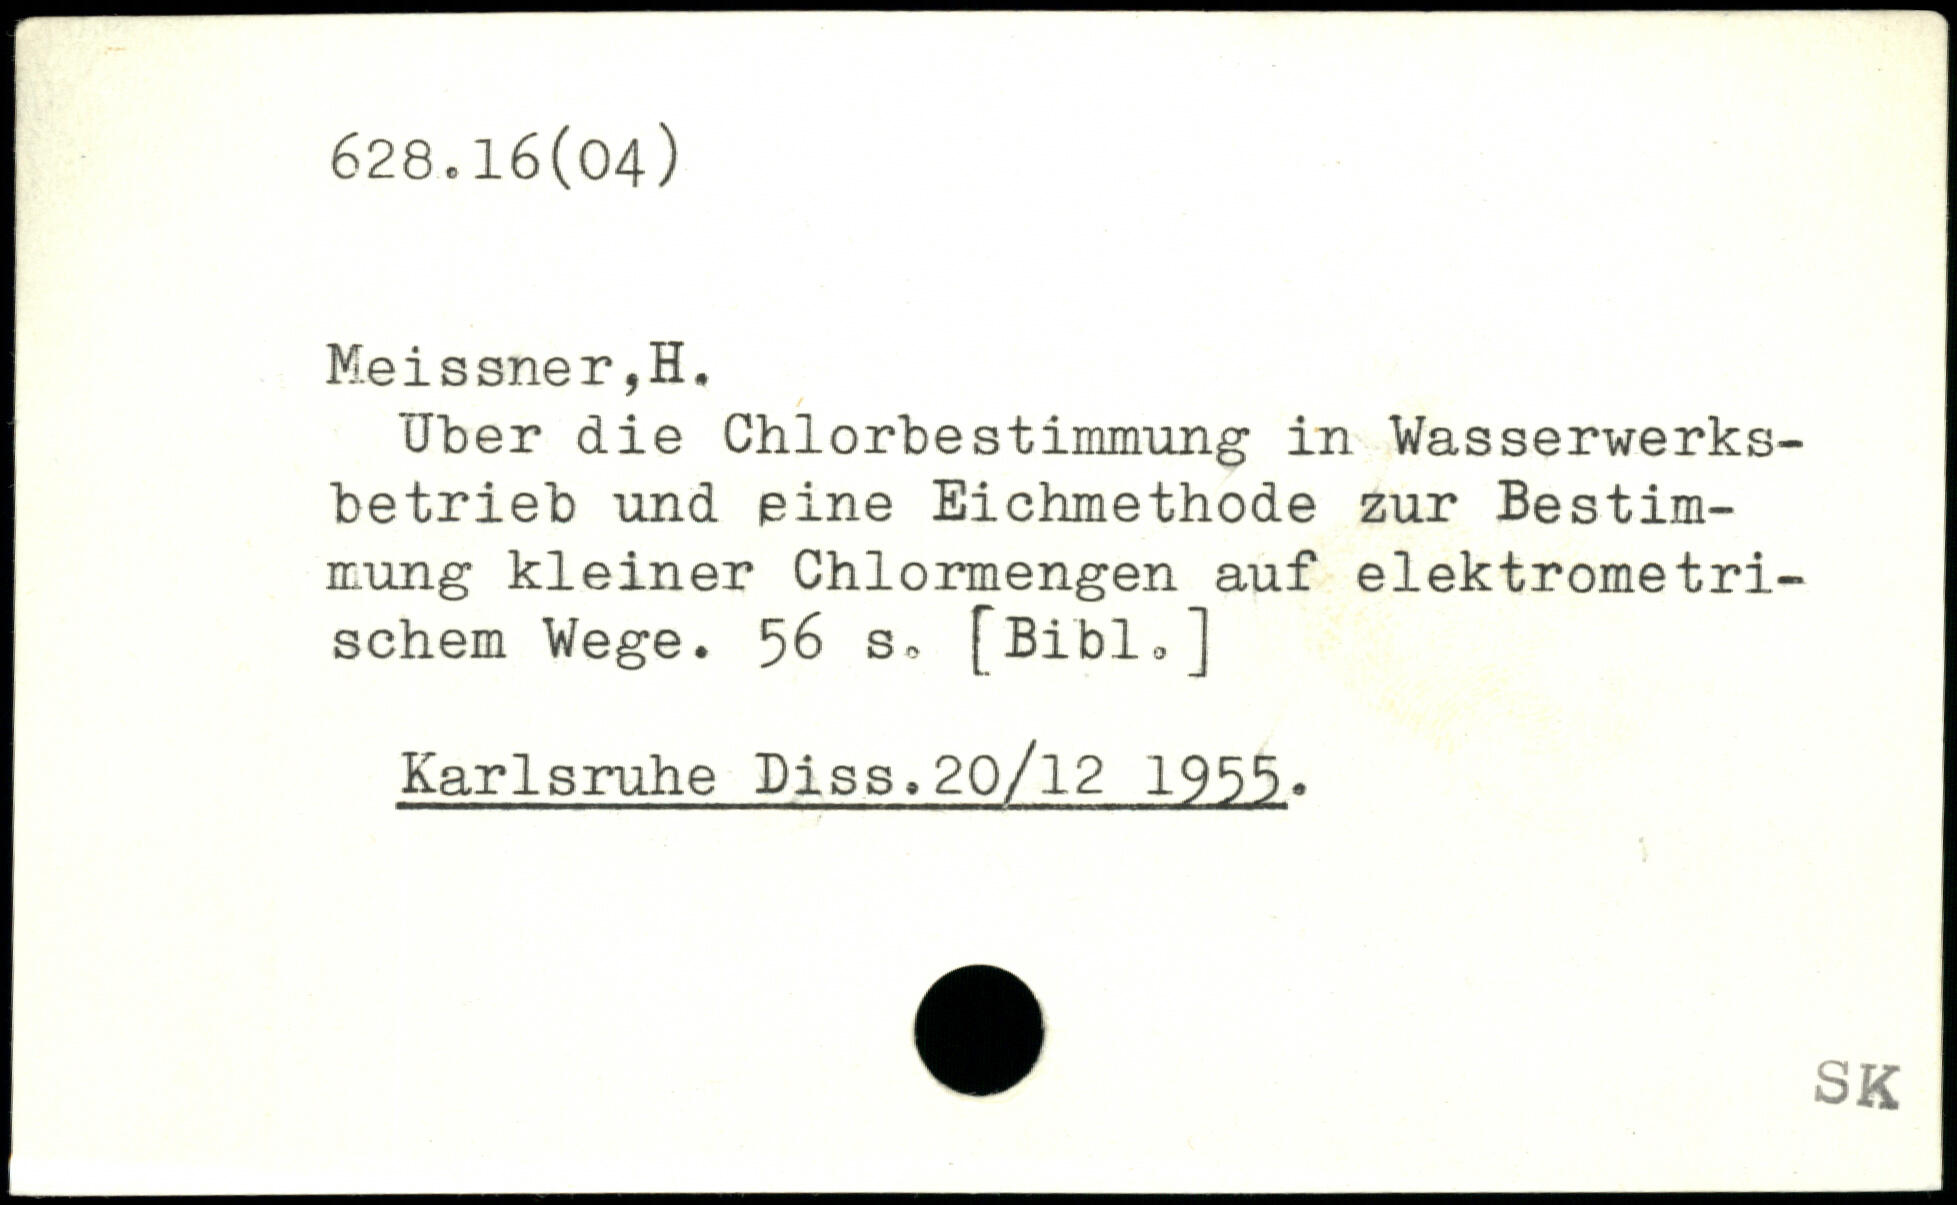 628.16(04)
Meissner,H.
Über die Chlorbestimmung in Wasserwerks-
betrieb und eine Eichmethode zur Bestim-
mung kleiner Chlormengen auf elektrometri-
schem Wege. 56 s. [Bibl.]
Karlsruhe Diss.20/12 1955.
SK